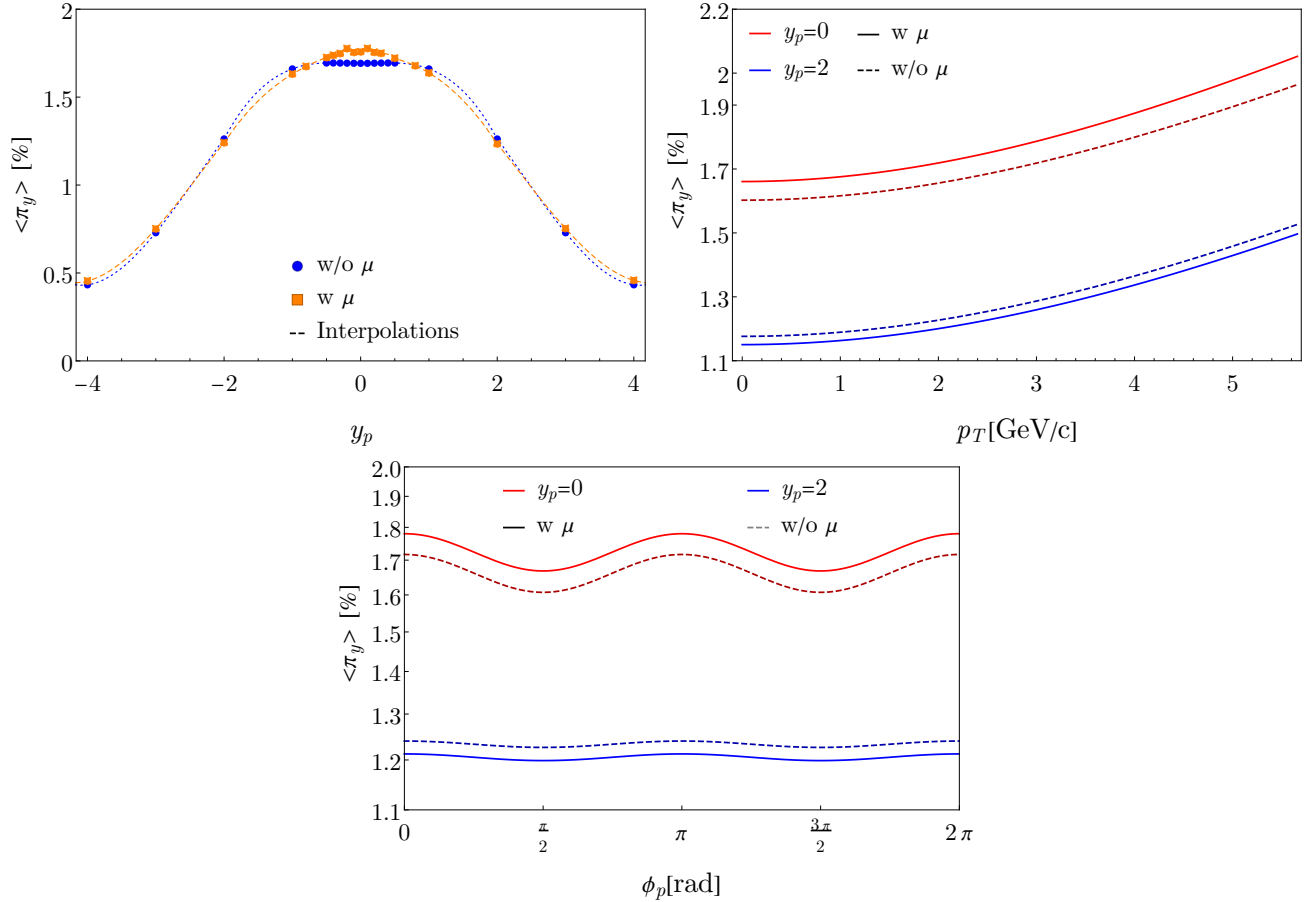 2
1.5
1
0.5
0
<π_y> [%]
w/o μ
w μ
Interpolations
−4 −2 0 2 4
y_p
2.2
2.1
2
1.9
1.7
1.5
1.3
1.1
<π_y> [%]
y_p=0 w μ
y_p=2 w/o μ
0 1 2 3 4 5
p_T[GeV/c]
2.0
1.9
1.8
1.7
1.6
1.5
1.4
1.3
1.2
1.1
<π_y> [%]
y_p=0 y_p=2
w μ w/o μ
0 π/2 π 3π/2 2π
ϕ_p[rad]